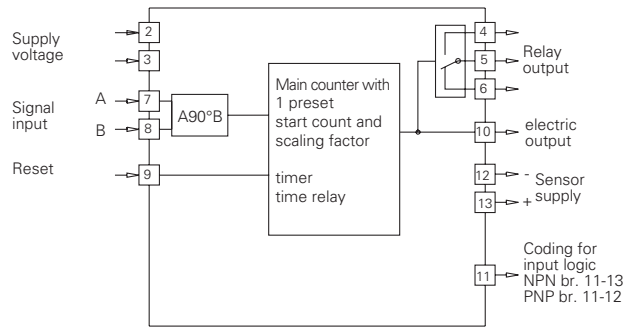 Supply
voltage
2
3
Signal
input
A
7
B
8
A90°B
Reset
9
Main counter with
1 preset
start count and
scaling factor
timer
time relay
4
5
6
Relay
output
10
electric
output
12
-
13
+
Sensor
supply
11
Coding for
input logic
NPN br. 11-13
PNP br. 11-12